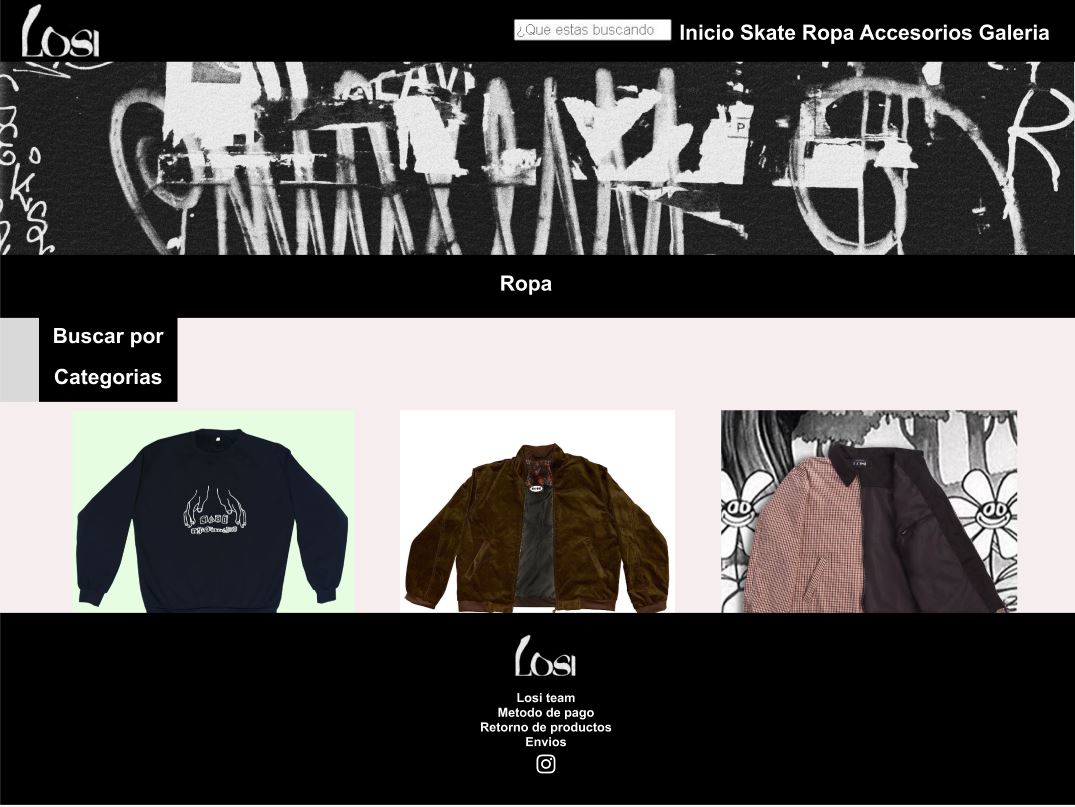 Losi
¿Que estas buscando
Inicio Skate Ropa Accesorios Galeria
P
R
Ropa
Buscar por
Categorias
LOSI
Losi
Losi team
Metodo de pago
Retorno de productos
Envios